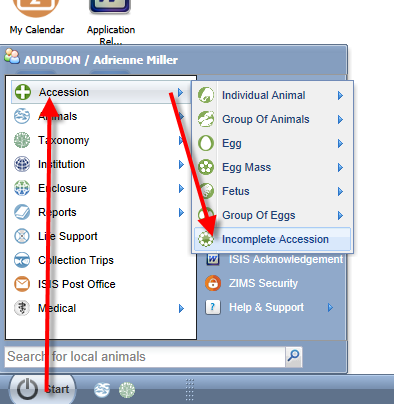 My Calendar
Application
Rel...
AUDUBON / Adrienne Miller
Accession
Animals
Taxonomy
Institution
Enclosure
Reports
Life Support
Collection Trips
ISIS Post Office
Medical
Individual Animal
Group Of Animals
Egg
Egg Mass
Fetus
Group Of Eggs
Incomplete Accession
ISIS Acknowledgement
ZIMS Security
Help & Support
Search for local animals
Start